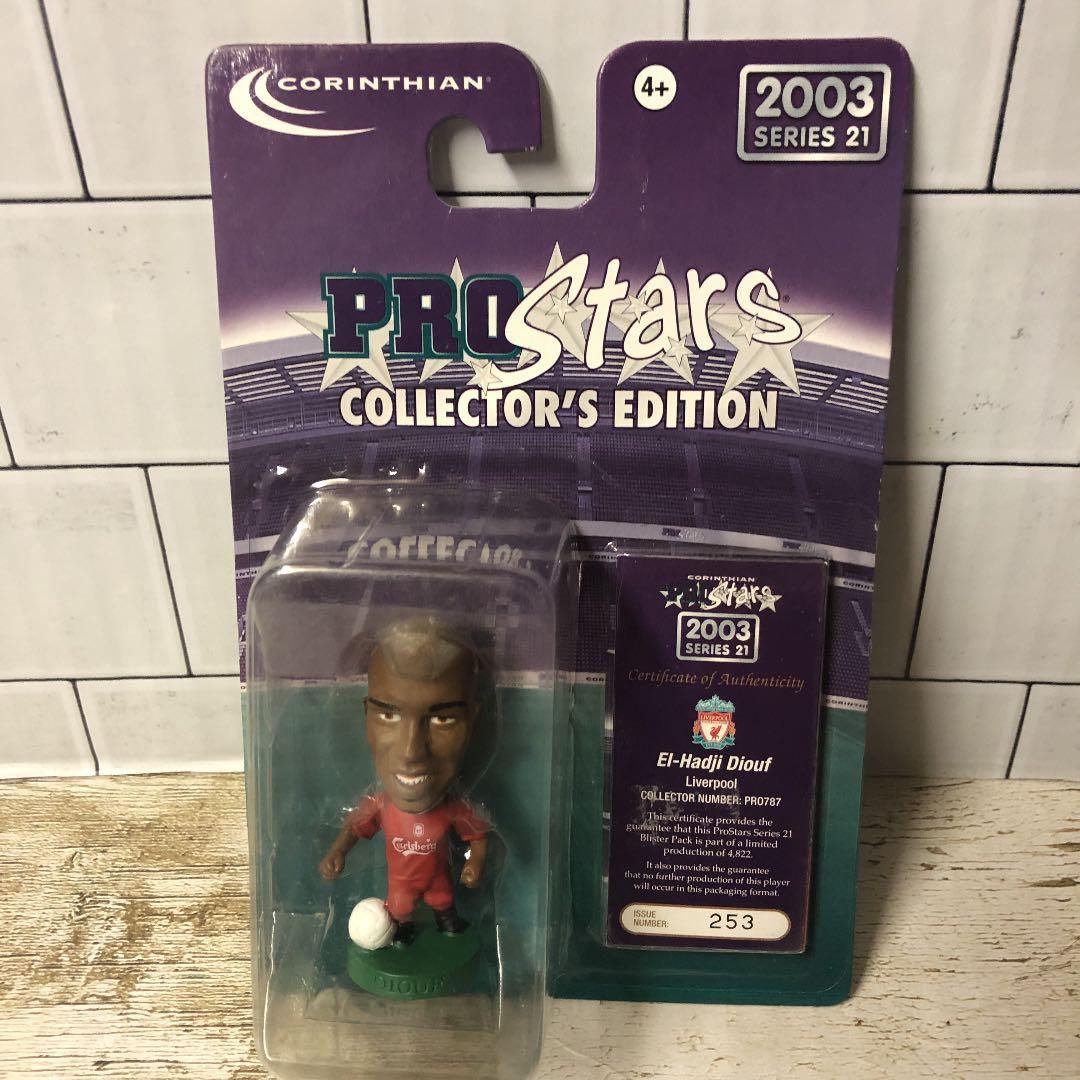 CORINTHIAN
4+
2003
SERIES 21
PROStars
COLLECTOR'S EDITION
CORINTHIAN
PROStars
2003
SERIES 21
Certificate of Authenticity
LIVERPOOL
El-Hadji Diouf
Liverpool
COLLECTOR NUMBER: PRO787
This certificate provides the
guarantee that this ProStars Series 21
Blister Pack is part of a limited
production of 4,822.
It also provides the guarantee
that no further production of this player
will occur in this packaging format.
ISSUE
NUMBER:
253
Carlsberg
DIOUF